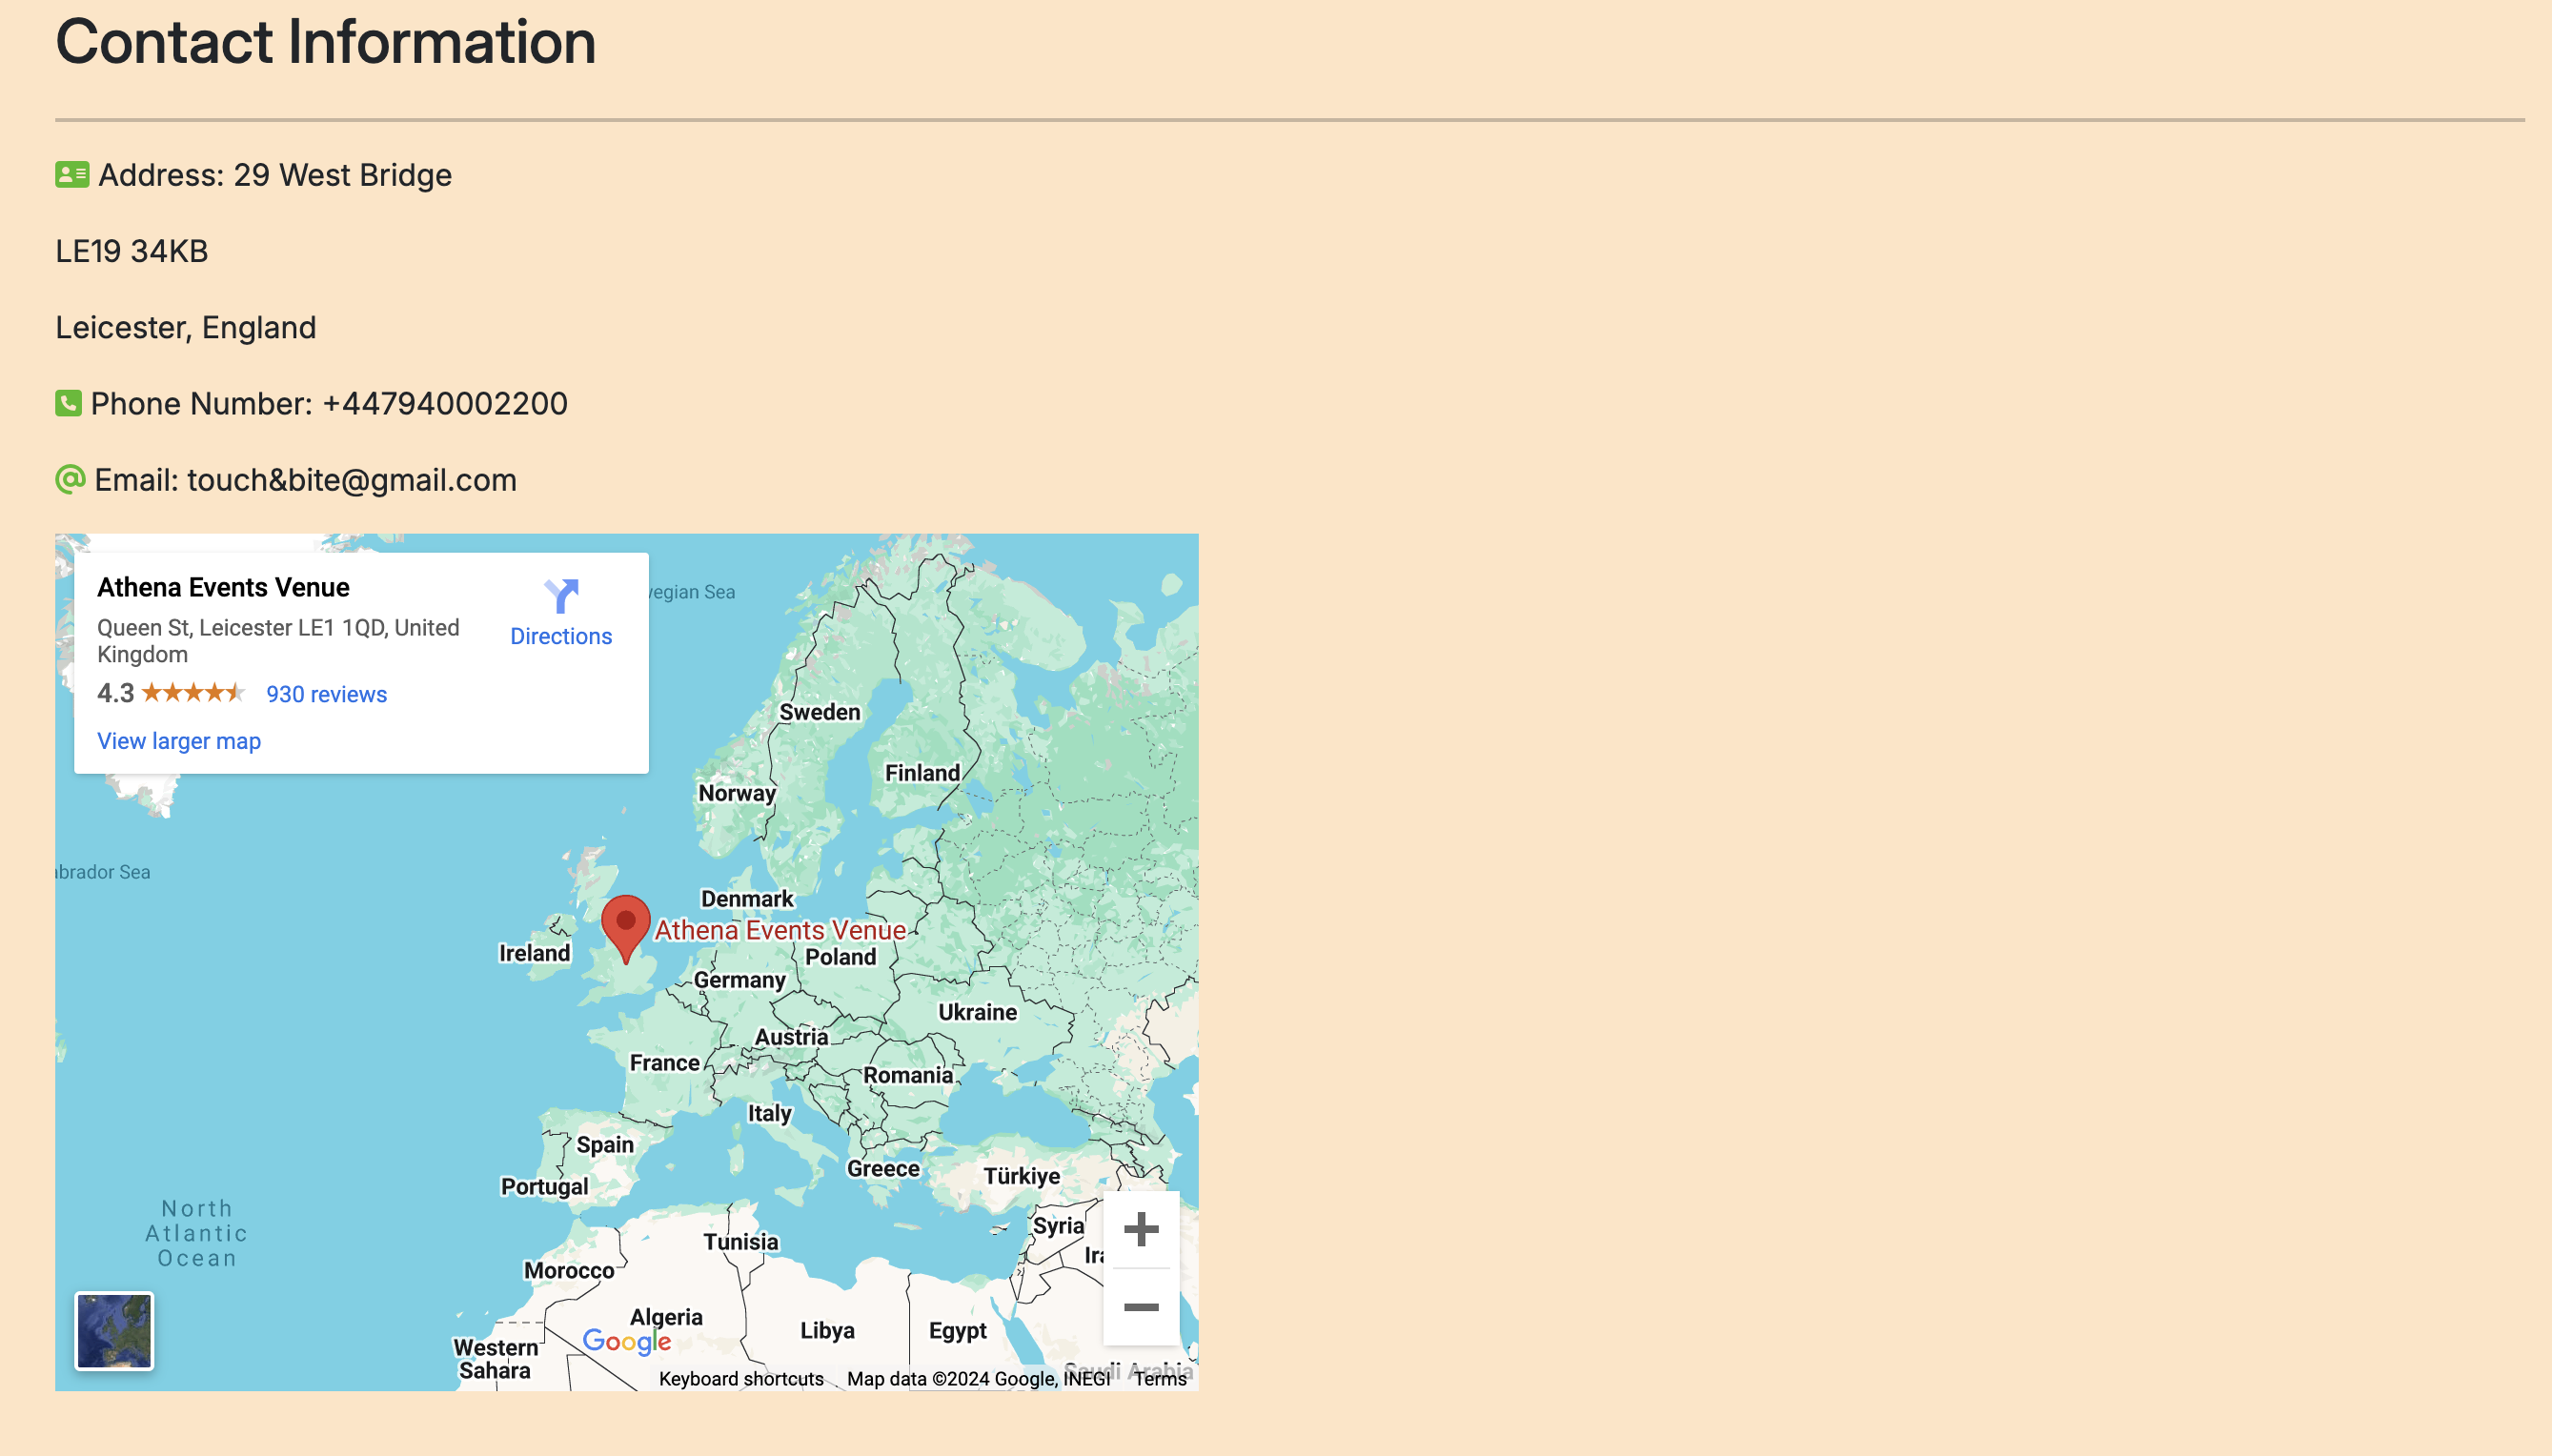 Contact Information
Address: 29 West Bridge
LE19 34KB
Leicester, England
Phone Number: +447940002200
Email: touch&bite@gmail.com
Athena Events Venue
Queen St, Leicester LE1 1QD, United
Kingdom
Directions
4.3
930 reviews
View larger map
wegian Sea
Sweden
Finland
Norway
abrador Sea
Denmark
Athena Events Venue
Ireland
Poland
Germany
Ukraine
Austria
France
Romania
Italy
Spain
Greece
Türkiye
Portugal
North
Atlantic
Ocean
Syria
Tunisia
Ira
Morocco
Algeria
Libya
Egypt
Google
Western
Sahara
Saudi Arabia
Keyboard shortcuts
Map data ©2024 Google, INEGI
Terms